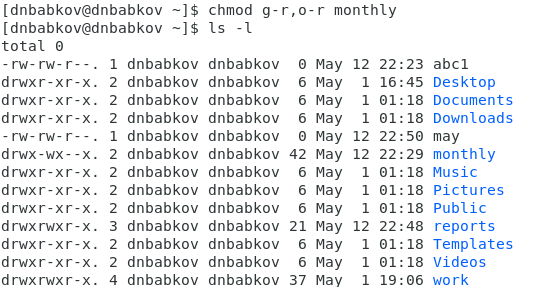 [dnbabkov@dnbabkov ~]$ chmod g-r,o-r monthly
[dnbabkov@dnbabkov ~]$ ls -l
total 0
-rw-rw-r--. 1 dnbabkov dnbabkov  0 May 12 22:23 abc1
drwxr-xr-x. 2 dnbabkov dnbabkov  6 May  1 16:45 Desktop
drwxr-xr-x. 2 dnbabkov dnbabkov  6 May  1 01:18 Documents
drwxr-xr-x. 2 dnbabkov dnbabkov  6 May  1 01:18 Downloads
-rw-rw-r--. 1 dnbabkov dnbabkov  0 May 12 22:50 may
drwx-wx--x. 2 dnbabkov dnbabkov 42 May 12 22:29 monthly
drwxr-xr-x. 2 dnbabkov dnbabkov  6 May  1 01:18 Music
drwxr-xr-x. 2 dnbabkov dnbabkov  6 May  1 01:18 Pictures
drwxr-xr-x. 2 dnbabkov dnbabkov  6 May  1 01:18 Public
drwxrwxr-x. 3 dnbabkov dnbabkov 21 May 12 22:48 reports
drwxr-xr-x. 2 dnbabkov dnbabkov  6 May  1 01:18 Templates
drwxr-xr-x. 2 dnbabkov dnbabkov  6 May  1 01:18 Videos
drwxrwxr-x. 4 dnbabkov dnbabkov 37 May  1 19:06 work